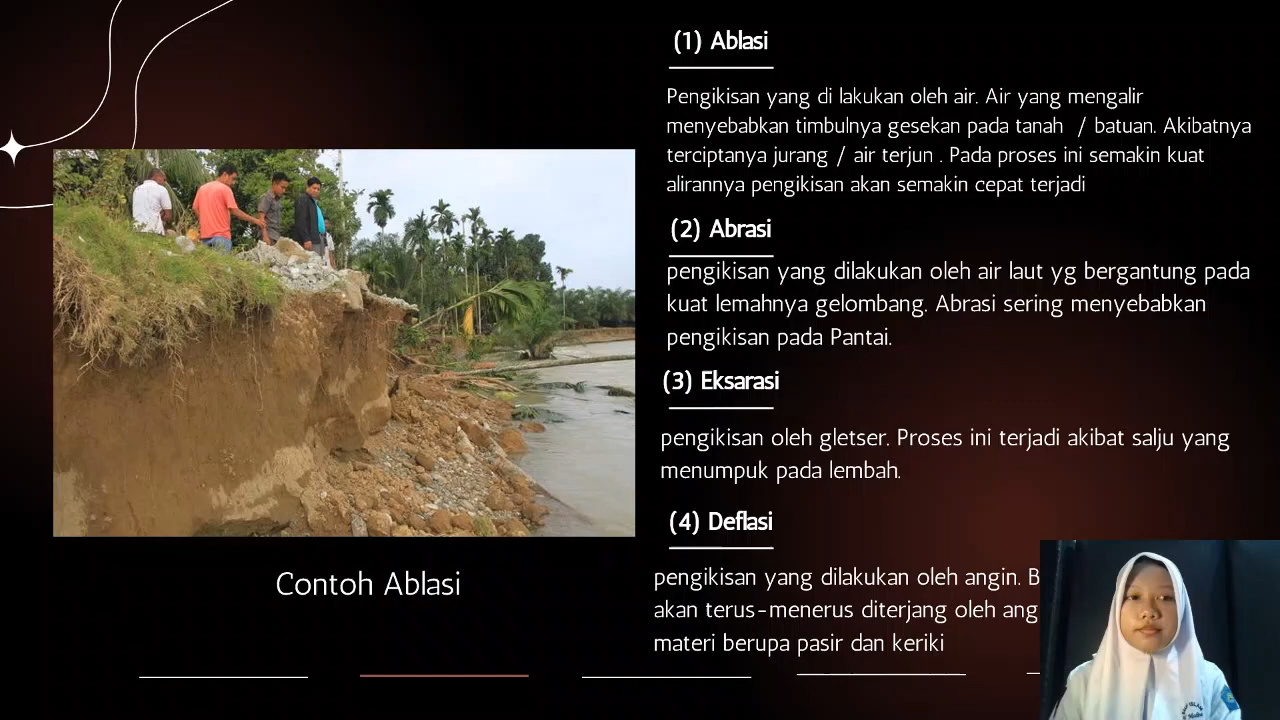 (1) Ablasi
Pengikisan yang di lakukan oleh air. Air yang mengalir
menyebabkan timbulnya gesekan pada tanah / batuan. Akibatnya
terciptanya jurang / air terjun . Pada proses ini semakin kuat
alirannya pengikisan akan semakin cepat terjadi
(2) Abrasi
pengikisan yang dilakukan oleh air laut yg bergantung pada
kuat lemahnya gelombang. Abrasi sering menyebabkan
pengikisan pada Pantai.
(3) Eksarasi
pengikisan oleh gletser. Proses ini terjadi akibat salju yang
menumpuk pada lembah.
(4) Deflasi
pengikisan yang dilakukan oleh angin. B
akan terus-menerus diterjang oleh ang
materi berupa pasir dan keriki
Contoh Ablasi